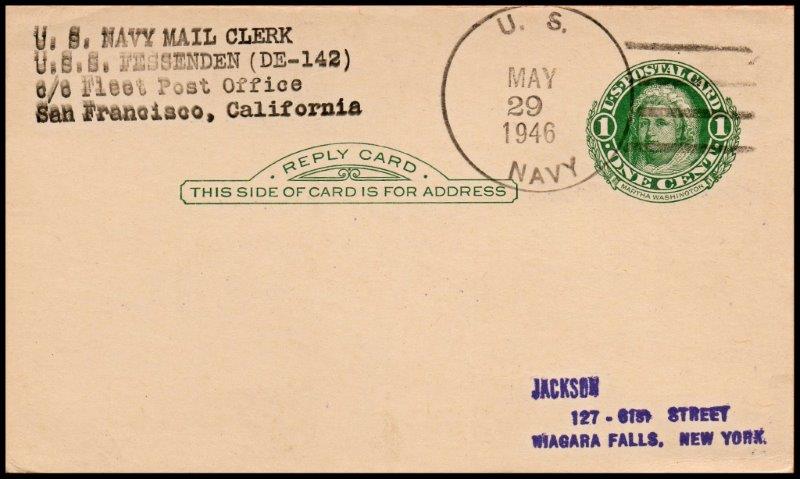 U. S. NAVY MAIL CLERK
U.S.S. FESSENDEN (DE-142)
c/o Fleet Post Office
San Francisco, California
U. S.
MAY
29
1946
NAVY
U.S. POSTAL CARD
1 1
ONE CENT
MARTHA WASHINGTON
REPLY CARD
THIS SIDE OF CARD IS FOR ADDRESS
JACKSON
127 - 61st STREET
NIAGARA FALLS, NEW YORK.